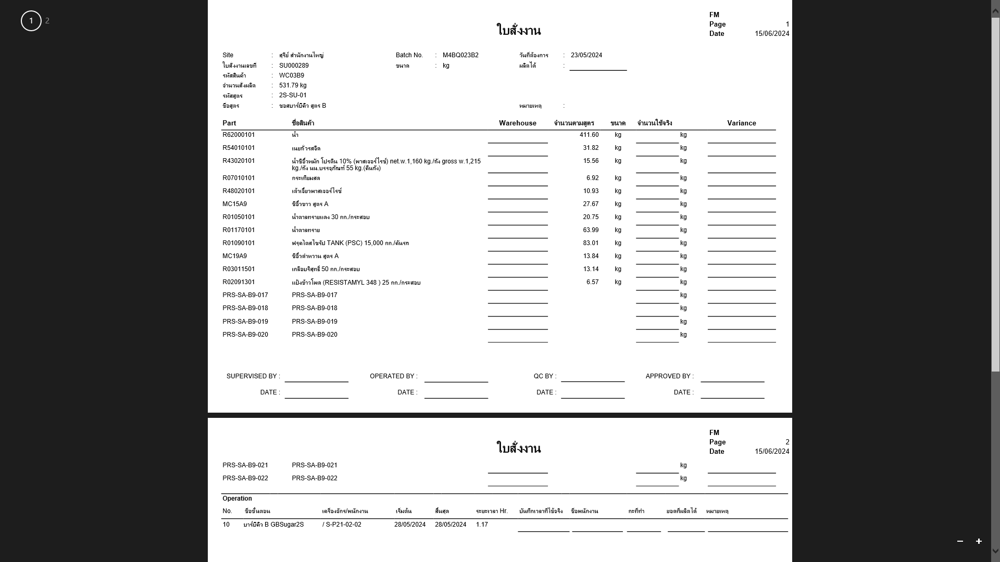 1 2
FM
ใบสั่งงาน
Page 1
Date 15/06/2024
Site : สุรีย์ สำนักงานใหญ่ Batch No. : M4BQ023B2 วันที่ต้องการ : 23/05/2024
ใบสั่งงานเลขที่ : SU000289 ขนาด : kg ผลิตได้ :
รหัสสินค้า : WC03B9
จำนวนสั่งผลิต : 531.79 kg
รหัสสูตร : 2S-SU-01
ชื่อสูตร : ซอสบาร์บีคิว สูตร B หมายเหตุ :
Part ชื่อสินค้า Warehouse จำนวนตามสูตร ขนาด จำนวนใช้จริง Variance
R62000101 น้ำ 411.60 kg kg
R54010101 เนยถั่วรสจืด 31.82 kg kg
R43020101 น้ำซีอิ๊วหมัก โปรตีน 10% (พาสเจอร์ไรซ์) net.w.1,160 kg./ถัง gross w.1,215 15.56 kg kg
kg./ถัง นน.บรรจุภัณฑ์ 55 kg.(คืนถัง)
R07010101 กระเทียมสด 6.92 kg kg
R48020101 เต้าเจี้ยวพาสเจอร์ไรซ์ 10.93 kg kg
MC15A9 ซีอิ๊วขาว สูตร A 27.67 kg kg
R01050101 น้ำตาลทรายแดง 30 กก./กระสอบ 20.75 kg kg
R01170101 น้ำตาลทราย 63.99 kg kg
R01090101 ฟรุคโตสไซรัป TANK (PSC) 15,000 กก./คันรถ 83.01 kg kg
MC19A9 ซีอิ๊วดำหวาน สูตร A 13.84 kg kg
R03011501 เกลือบริสุทธิ์ 50 กก./กระสอบ 13.14 kg kg
R02091301 แป้งข้าวโพด (RESISTAMYL 348 ) 25 กก./กระสอบ 6.57 kg kg
PRS-SA-B9-017 PRS-SA-B9-017 kg
PRS-SA-B9-018 PRS-SA-B9-018 kg
PRS-SA-B9-019 PRS-SA-B9-019 kg
PRS-SA-B9-020 PRS-SA-B9-020 kg
SUPERVISED BY : OPERATED BY : QC BY : APPROVED BY :
DATE : DATE : DATE : DATE :
FM
ใบสั่งงาน
Page 2
Date 15/06/2024
PRS-SA-B9-021 PRS-SA-B9-021 kg
PRS-SA-B9-022 PRS-SA-B9-022 kg
Operation
No. ชื่อขั้นตอน เครื่องจักร/พนักงาน เริ่มต้น สิ้นสุด ระยะเวลา Hr. บันทึกเวลาที่ใช้จริง ชื่อพนักงาน กะที่ทำ ยอดที่ผลิตได้ หมายเหตุ
10 บาร์บีคิว B GBSugar2S / S-P21-02-02 28/05/2024 28/05/2024 1.17